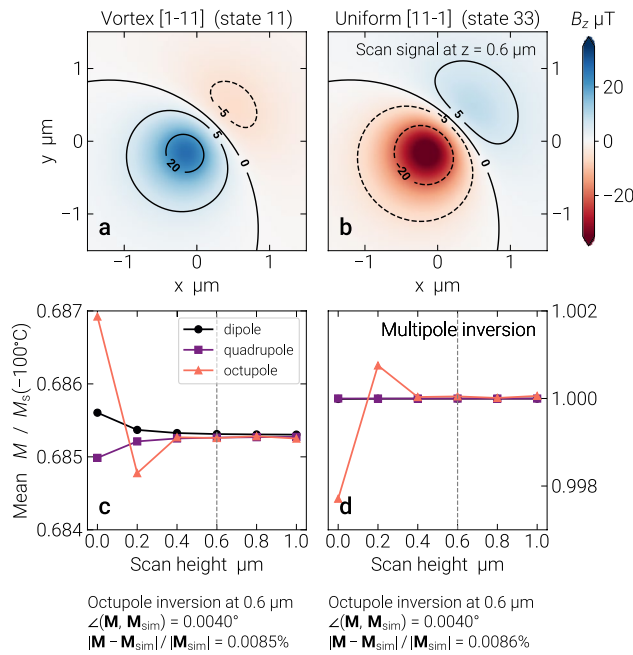 Vortex [1-11] (state 11)
Uniform [11-1] (state 33)
B_z µT
Scan signal at z = 0.6 µm
1
0
−1
y µm
−5
5
0
20
a
−5
5
0
−20
b
20
0
−20
−1
0
1
x µm
−1
0
1
x µm
0.687
0.686
0.685
0.684
Mean M / M_s(−100°C)
dipole
quadrupole
octupole
c
Multipole inversion
d
1.002
1.000
0.998
0.0 0.2 0.4 0.6 0.8 1.0
Scan height µm
0.0 0.2 0.4 0.6 0.8 1.0
Scan height µm
Octupole inversion at 0.6 µm
∠(M, M_sim) = 0.0040°
|M − M_sim| / |M_sim| = 0.0085%
Octupole inversion at 0.6 µm
∠(M, M_sim) = 0.0040°
|M − M_sim| / |M_sim| = 0.0086%